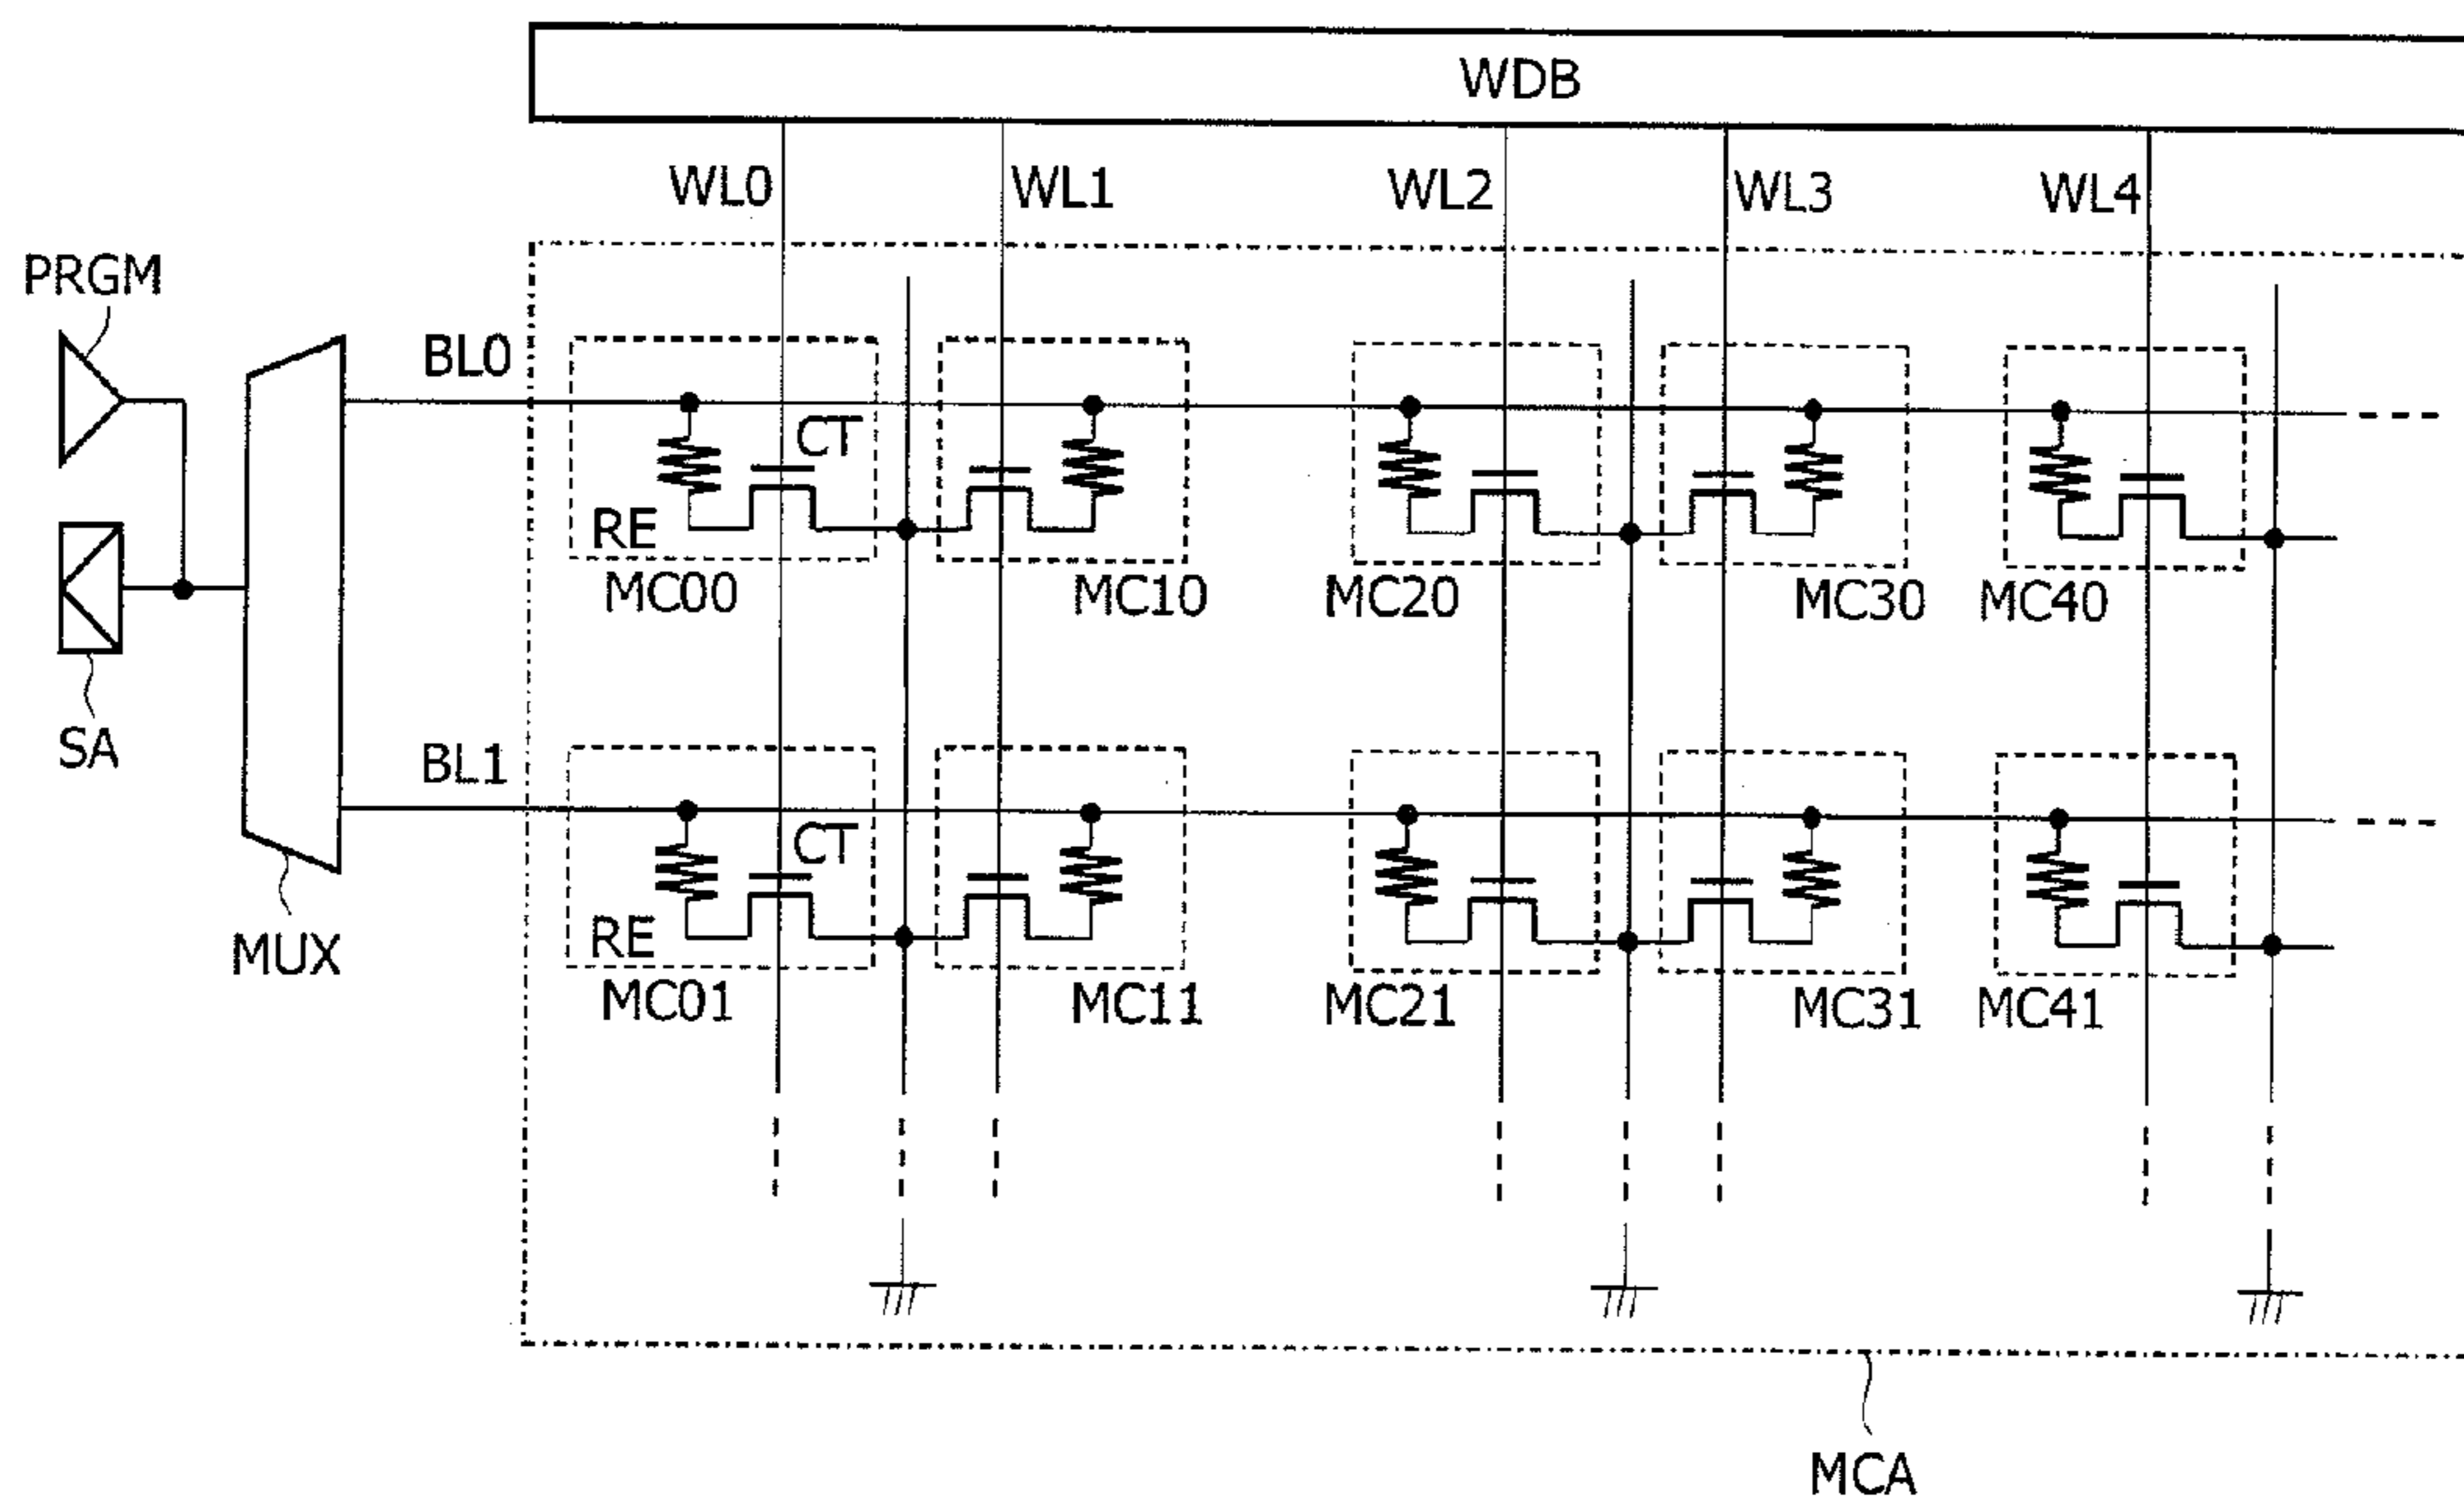 WDB
WL0
WL1
WL2
WL3
WL4
PRGM
BL0
CT
RE
MC00
MC10
MC20
MC30
MC40
SA
BL1
CT
RE
MUX
MC01
MC11
MC21
MC31
MC41
MCA